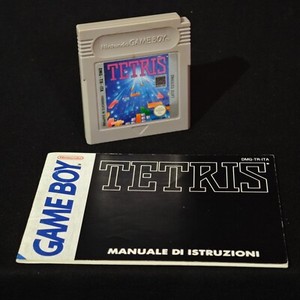 Nintendo GAME BOY
TETRIS
DMG-TR-ITA
Nintendo
GAME BOY
TETRIS
MANUALE DI ISTRUZIONI